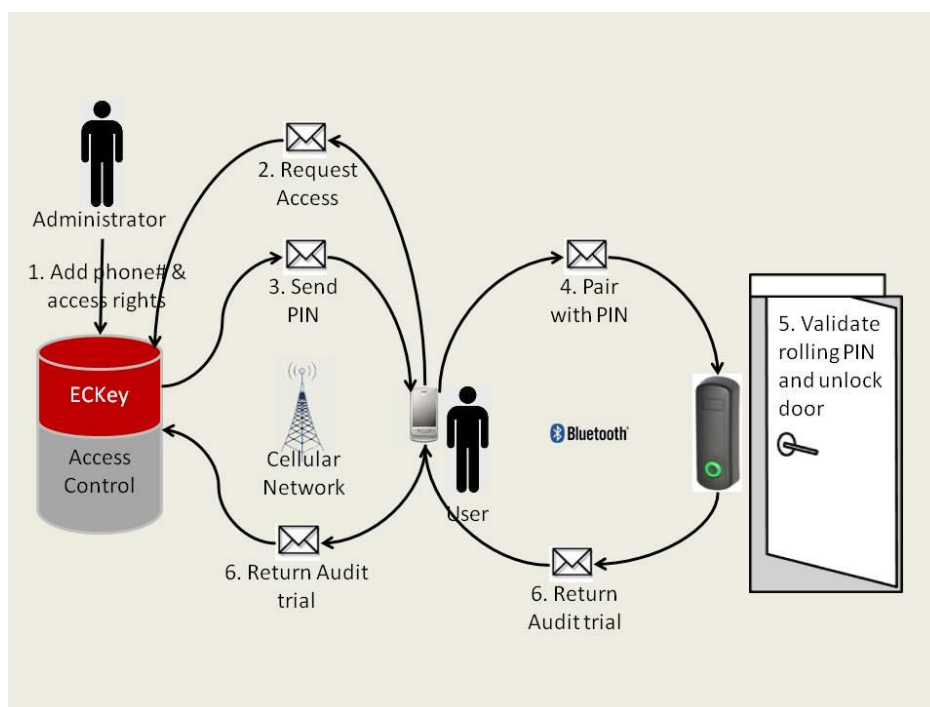 Administrator
1. Add phone# &
access rights
2. Request
Access
3. Send
PIN
4. Pair
with PIN
5. Validate
rolling PIN
and unlock
door
ECKey
Access
Control
Cellular
Network
User
Bluetooth
6. Return Audit
trial
6. Return
Audit trial